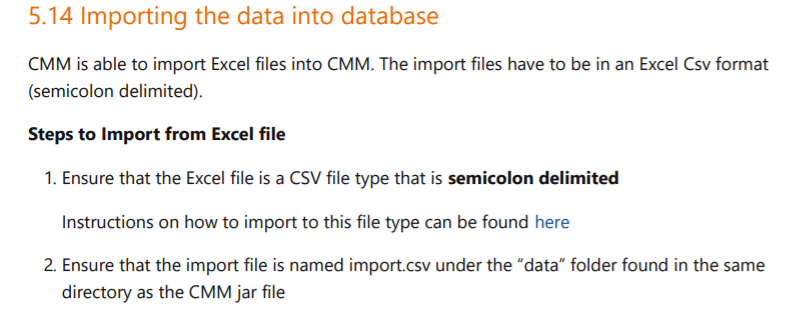 5.14 Importing the data into database
CMM is able to import Excel files into CMM. The import files have to be in an Excel Csv format
(semicolon delimited).
Steps to Import from Excel file
1. Ensure that the Excel file is a CSV file type that is semicolon delimited
Instructions on how to import to this file type can be found here
2. Ensure that the import file is named import.csv under the “data” folder found in the same
directory as the CMM jar file